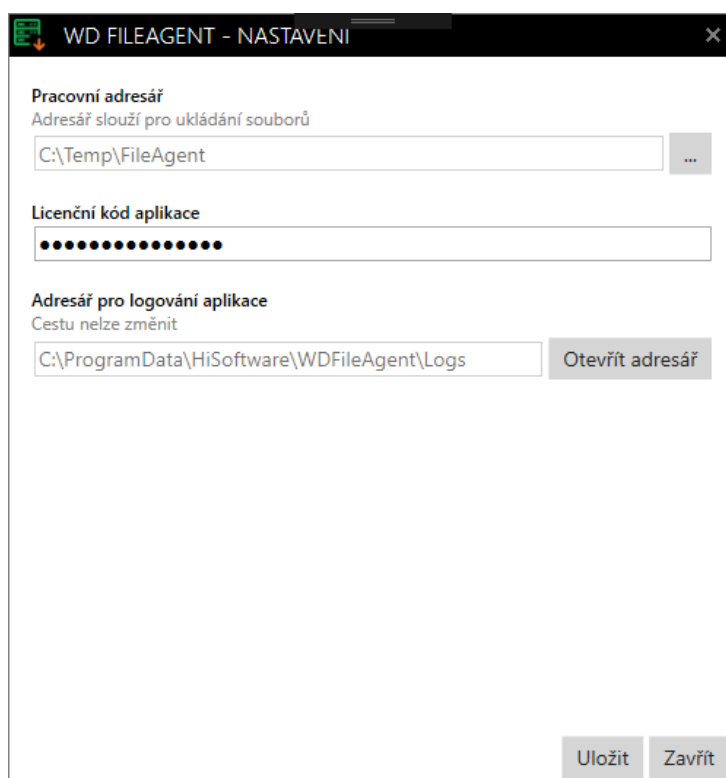 WD FILEAGENT - NASTAVENÍ
Pracovní adresář
Adresář slouží pro ukládání souborů
C:\Temp\FileAgent
...
Licenční kód aplikace
●●●●●●●●●●●●●●●
Adresář pro logování aplikace
Cestu nelze změnit
C:\ProgramData\HiSoftware\WDFileAgent\Logs
Otevřít adresář
Uložit
Zavřít